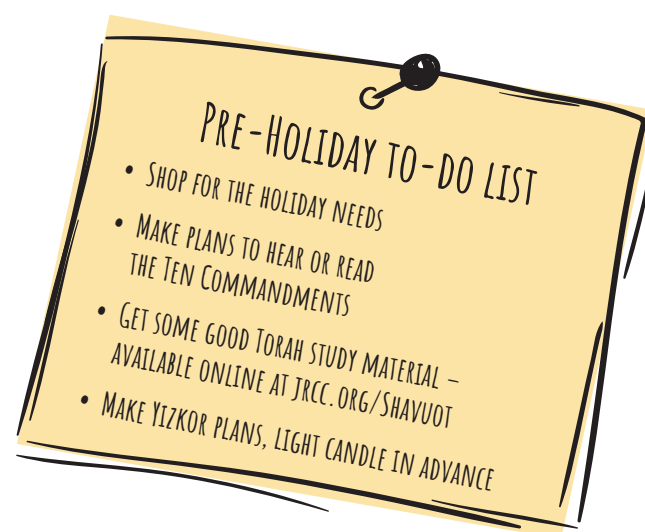 Pre-Holiday to-do list
• Shop for the holiday needs
• Make plans to hear or read
the Ten Commandments
• Get some good Torah study material –
available online at jrcc.org/Shavuot
• Make Yizkor plans, light candle in advance